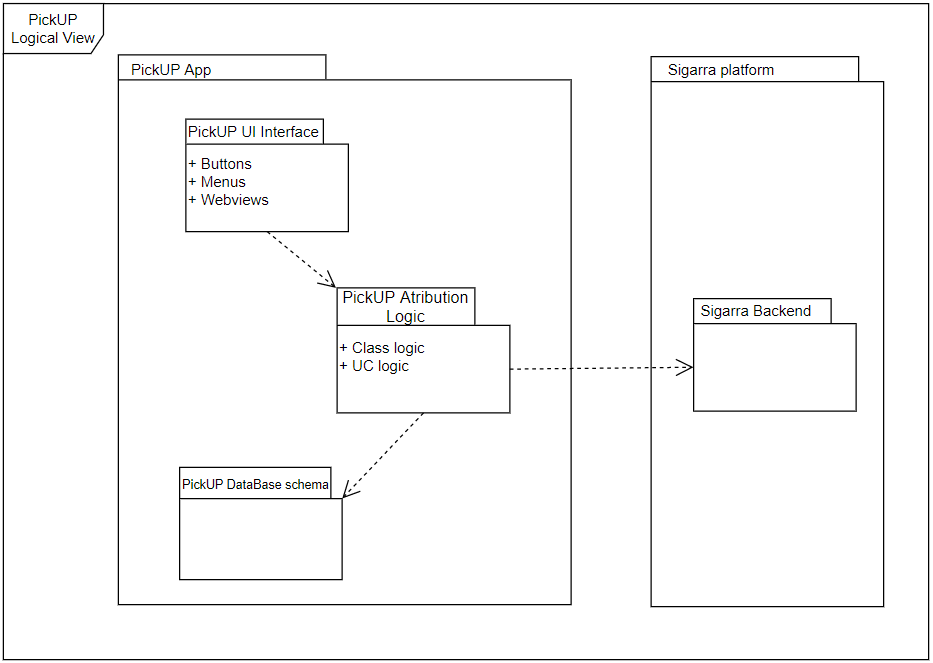 PickUP
Logical View
PickUP App
Sigarra platform
PickUP UI Interface
+ Buttons
+ Menus
+ Webviews
PickUP Atribution
Logic
+ Class logic
+ UC logic
Sigarra Backend
PickUP DataBase schema